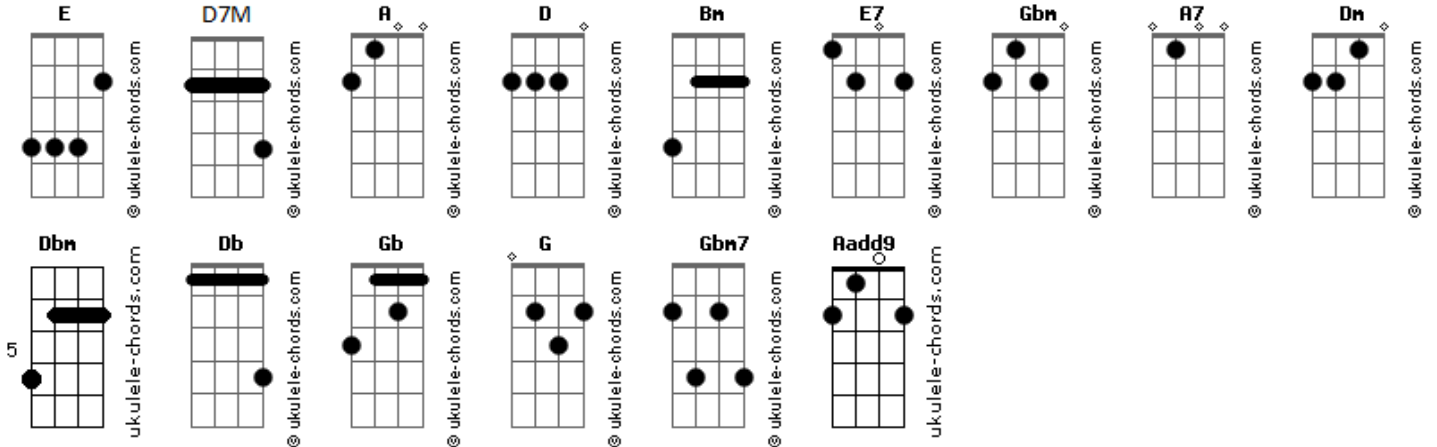 E D7M A D Bm E7 Gbm A7 Dm
© ukulele-chords.com © ukulele-chords.com © ukulele-chords.com © ukulele-chords.com © ukulele-chords.com © ukulele-chords.com © ukulele-chords.com © ukulele-chords.com © ukulele-chords.com
Dbm Db Gb G Gbm7 Aadd9
5
ukulele-chords.com © ukulele-chords.com © ukulele-chords.com © ukulele-chords.com © ukulele-chords.com ukulele-chords.com